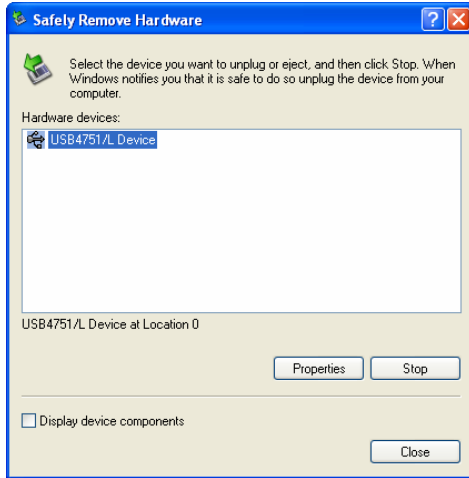 Safely Remove Hardware
Select the device you want to unplug or eject, and then click Stop. When
Windows notifies you that it is safe to do so unplug the device from your
computer.
Hardware devices:
USB4751/L Device
USB4751/L Device at Location 0
Properties Stop
Display device components
Close